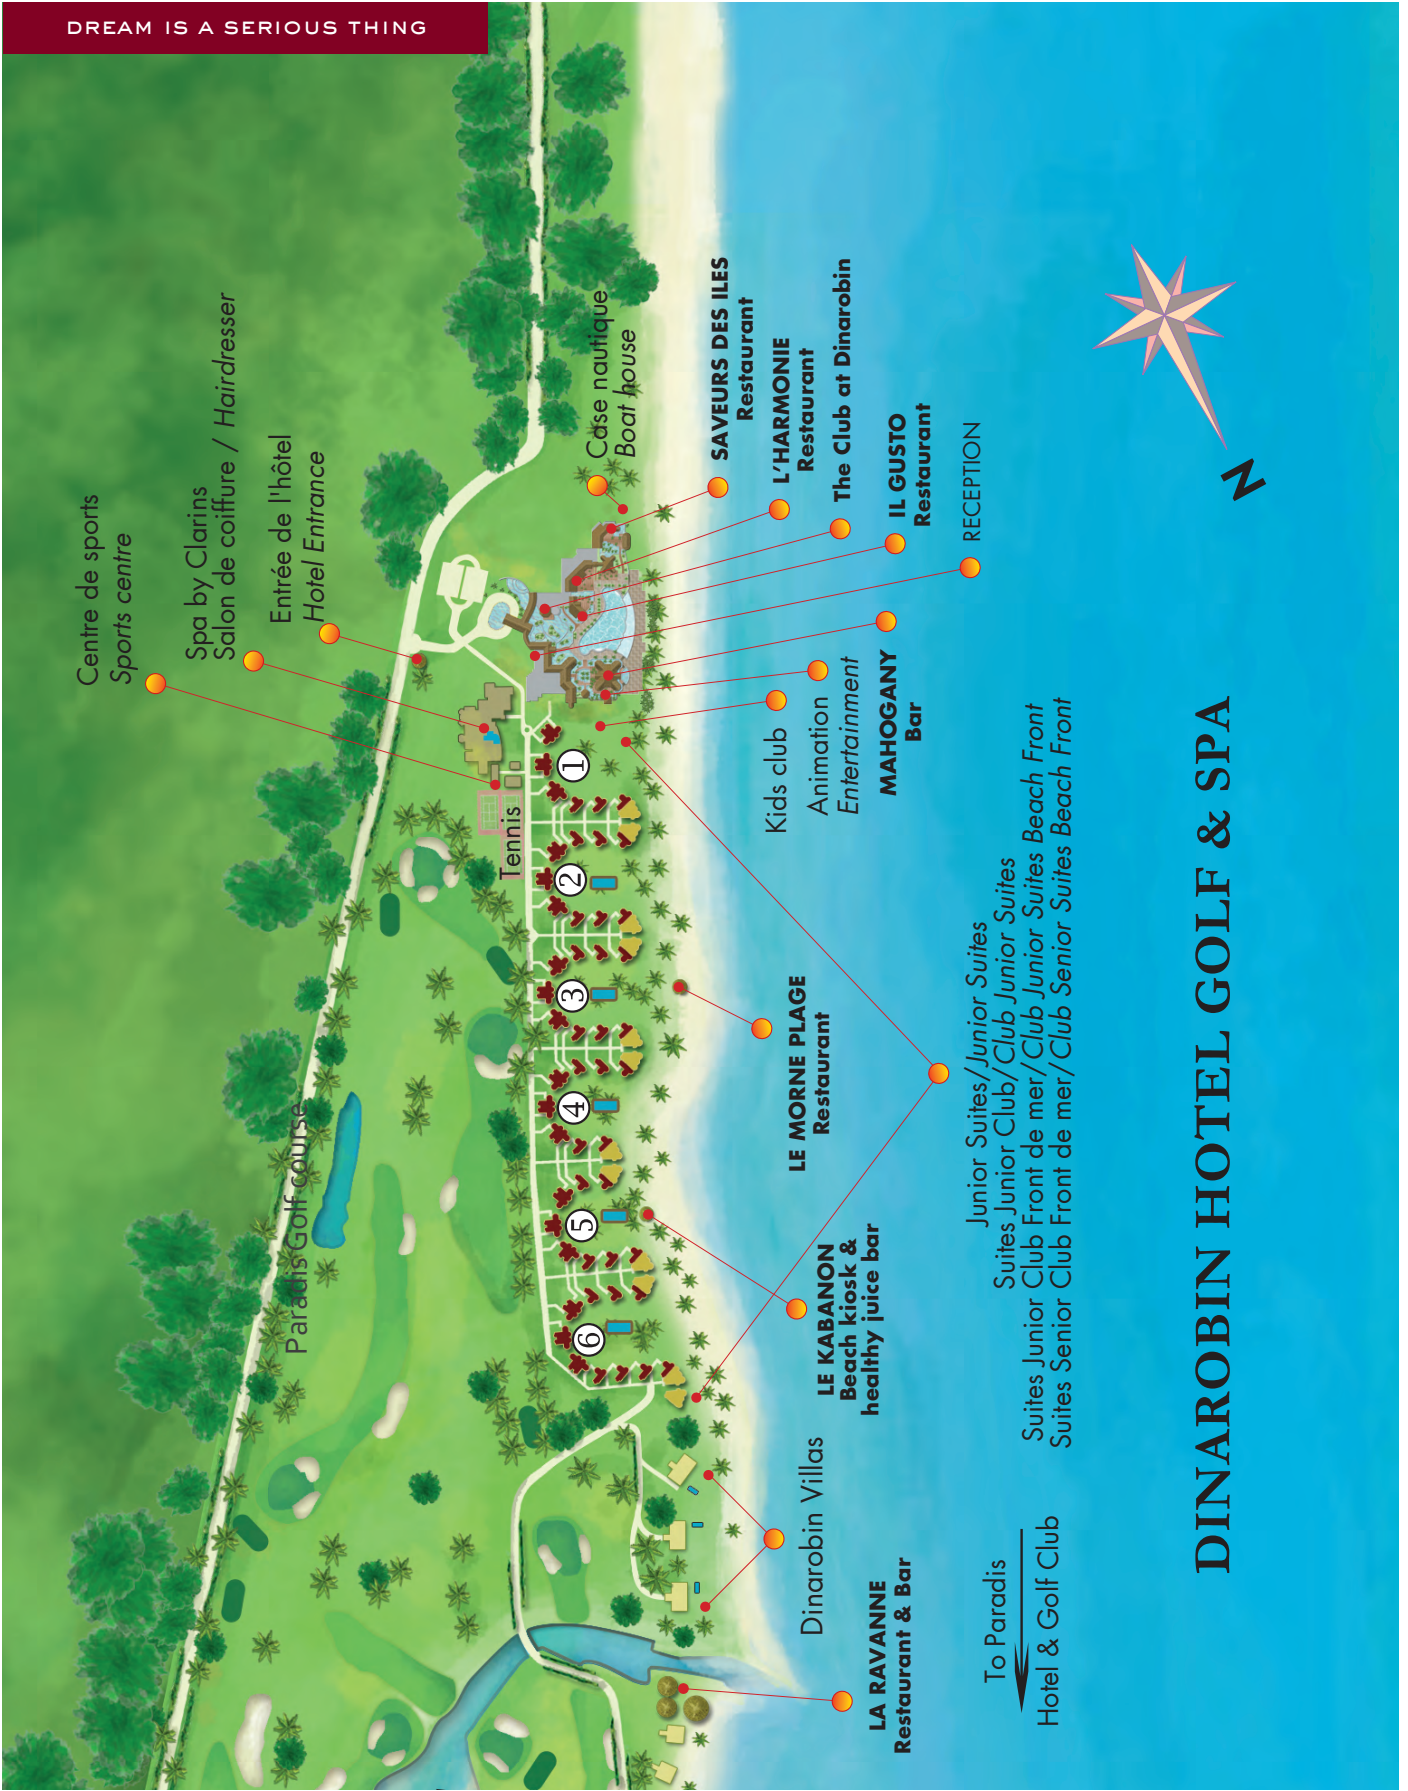 DREAM IS A SERIOUS THING
Centre de sports
Sports centre
Spa by Clarins
Salon de coiffure / Hairdresser
Entrée de l'hôtel
Hotel Entrance
Paradis Golf course
Tennis
Case nautique
Boat house
1
2
3
4
5
6
SAVEURS DES ILES
Restaurant
L'HARMONIE
Restaurant
The Club at Dinarobin
IL GUSTO
Restaurant
RECEPTION
Kids club
Animation
Entertainment
MAHOGANY
Bar
LE MORNE PLAGE
Restaurant
LE KABANON
Beach kiosk &
healthy juice bar
Dinarobin Villas
LA RAVANNE
Restaurant & Bar
Junior Suites/Junior Suites
Suites Junior Club/Club Junior Suites
Suites Junior Club Front de mer/Club Junior Suites Beach Front
Suites Senior Club Front de mer/Club Senior Suites Beach Front
To Paradis
Hotel & Golf Club
N
DINAROBIN HOTEL GOLF & SPA